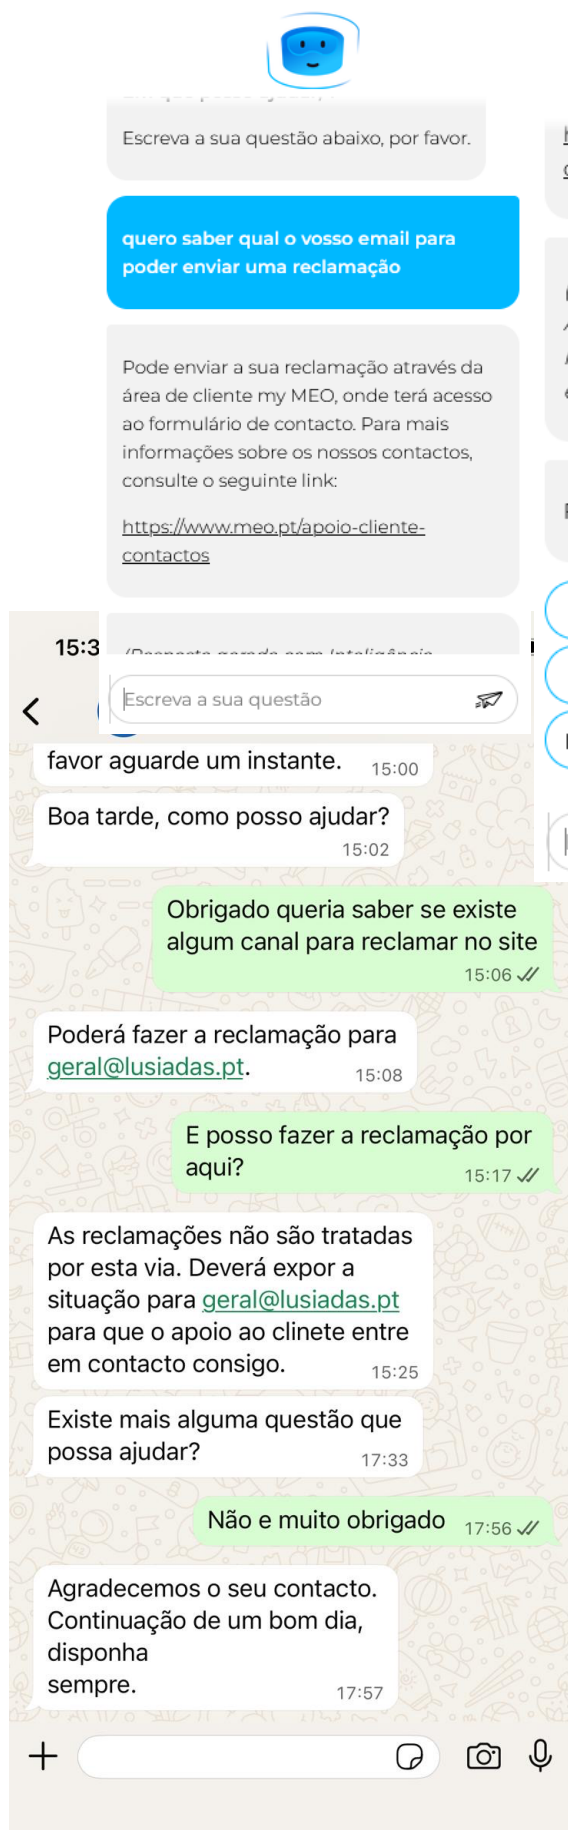 Escreva a sua questão abaixo, por favor.
quero saber qual o vosso email para
poder enviar uma reclamação
Pode enviar a sua reclamação através da
área de cliente my MEO, onde terá acesso
ao formulário de contacto. Para mais
informações sobre os nossos contactos,
consulte o seguinte link:
https://www.meo.pt/apoio-cliente-
contactos
15:3
Escreva a sua questão
favor aguarde um instante. 15:00
Boa tarde, como posso ajudar?
15:02
Obrigado queria saber se existe
algum canal para reclamar no site
15:06
Poderá fazer a reclamação para
geral@lusiadas.pt. 15:08
E posso fazer a reclamação por
aqui? 15:17
As reclamações não são tratadas
por esta via. Deverá expor a
situação para geral@lusiadas.pt
para que o apoio ao clinete entre
em contacto consigo. 15:25
Existe mais alguma questão que
possa ajudar? 17:33
Não e muito obrigado 17:56
Agradecemos o seu contacto.
Continuação de um bom dia,
disponha
sempre. 17:57